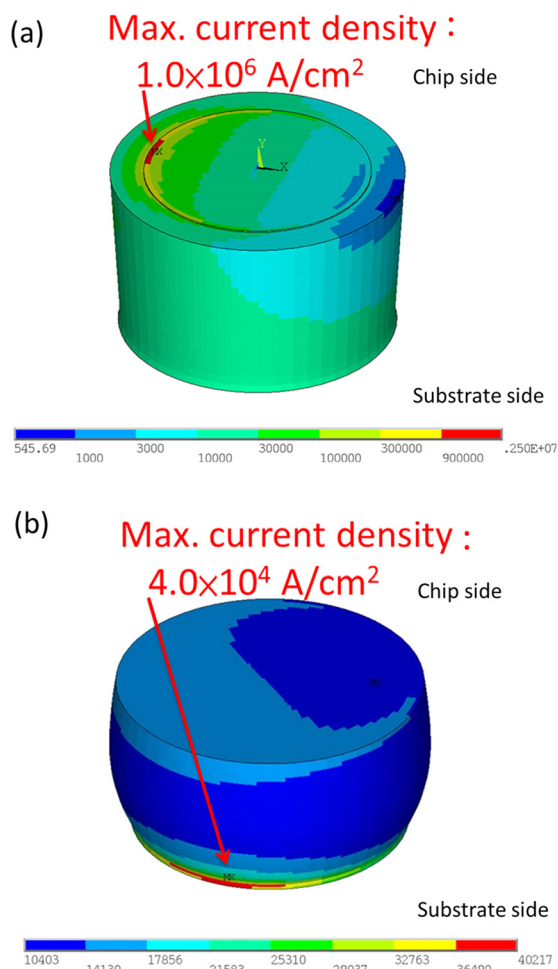 (a)
Max. current density：
1.0×10⁶ A/cm²
Chip side
MX
Y
X
Substrate side
545.69 3000 30000 300000 .250E+07
1000 10000 100000 900000
(b)
Max. current density：
4.0×10⁴ A/cm²
Chip side
MX
Substrate side
10403 17856 25310 32763 40217
14130 21583 29037 36490